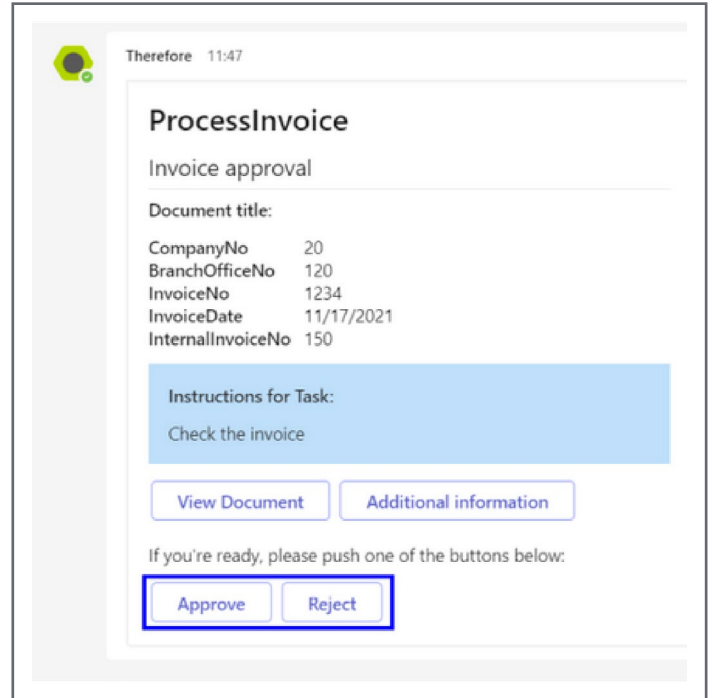 Therefore 11:47
ProcessInvoice
Invoice approval
Document title:
CompanyNo 20
BranchOfficeNo 120
InvoiceNo 1234
InvoiceDate 11/17/2021
InternalInvoiceNo 150
Instructions for Task:
Check the invoice
View Document Additional information
If you're ready, please push one of the buttons below:
Approve Reject